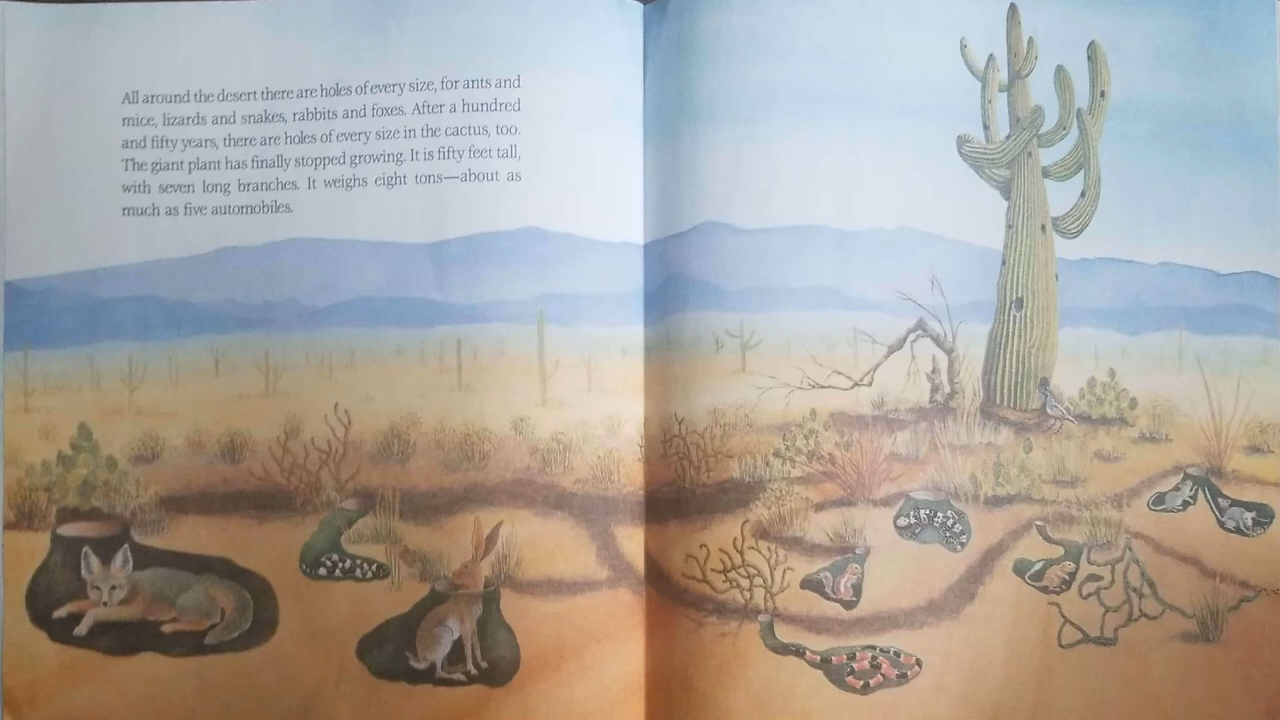 All around the desert there are holes of every size, for ants and
mice, lizards and snakes, rabbits and foxes. After a hundred
and fifty years, there are holes of every size in the cactus, too.
The giant plant has finally stopped growing. It is fifty feet tall,
with seven long branches. It weighs eight tons—about as
much as five automobiles.